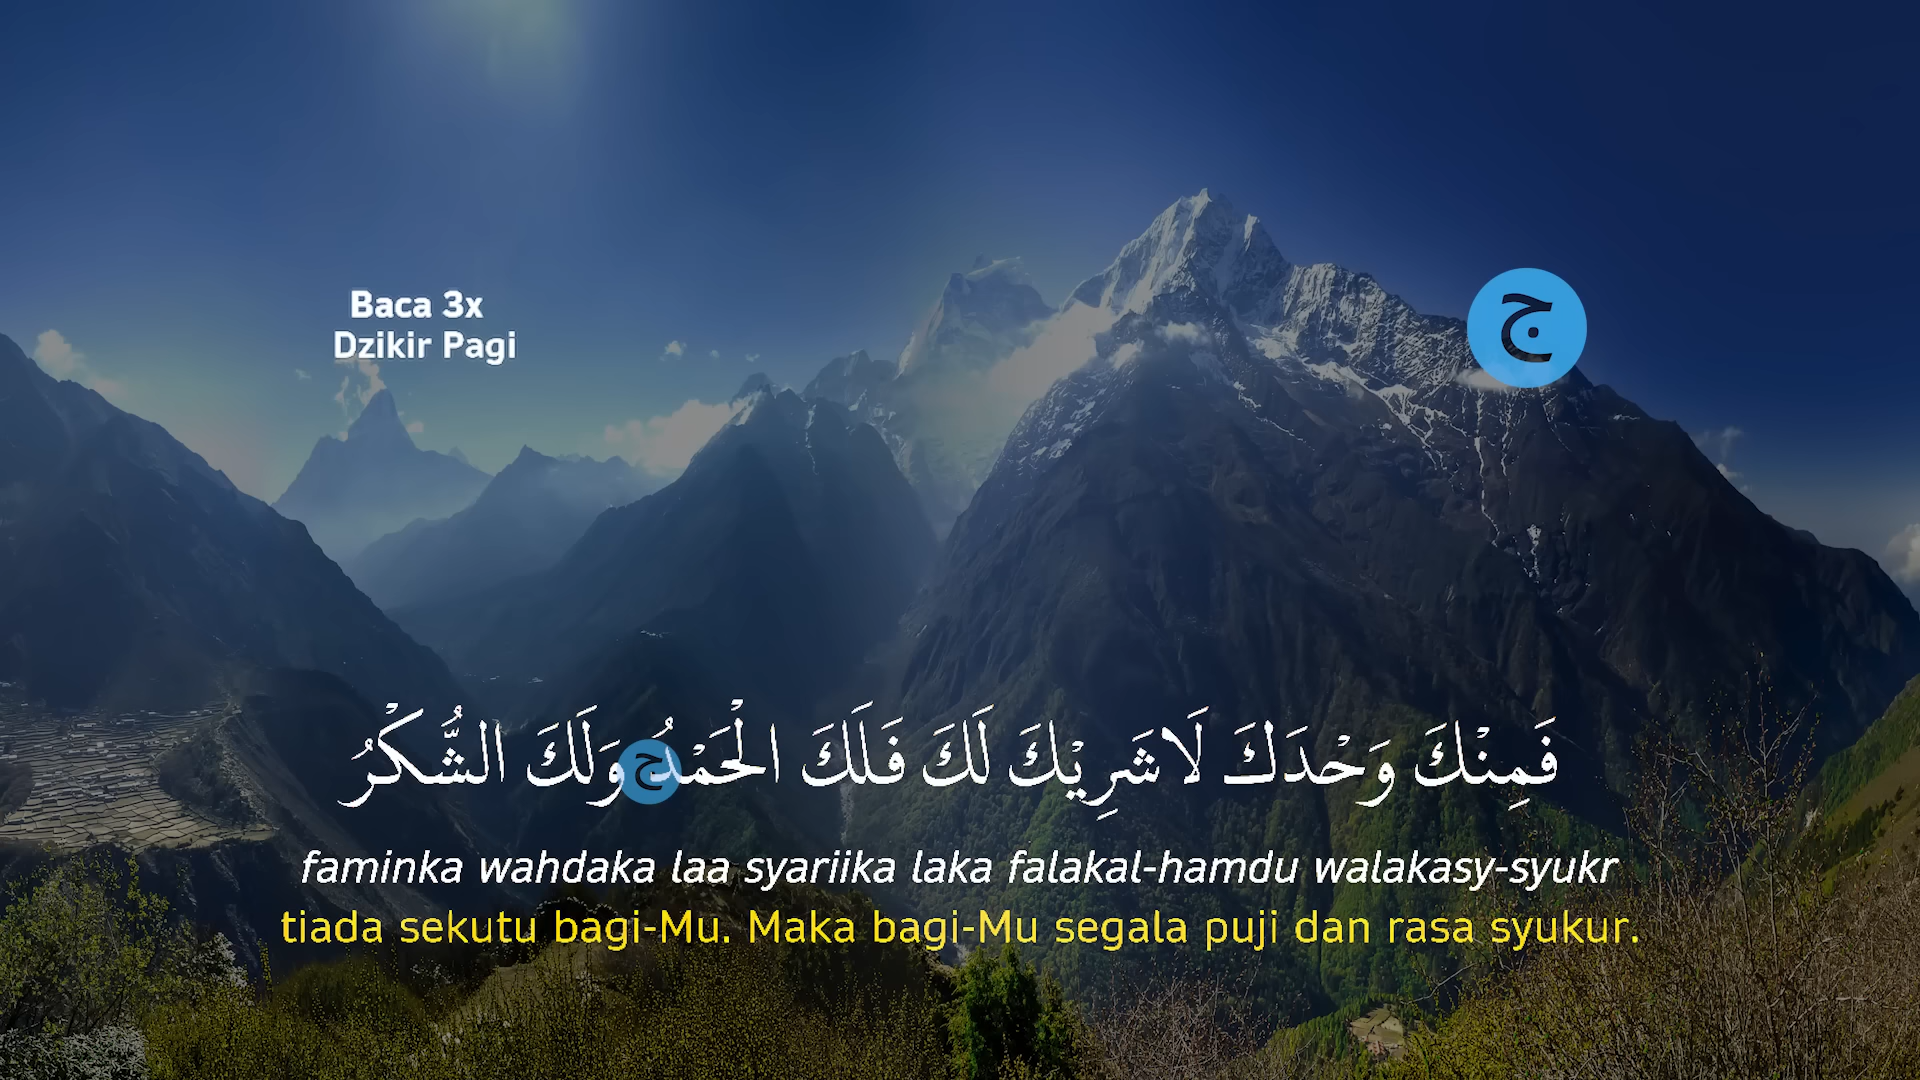 Baca 3x
Dzikir Pagi
ج
فَمِنْكَ وَحْدَكَ لَاشَرِيْكَ لَكَ فَلَكَ الْحَمْدُ وَلَكَ الشُّكْرُ
ج
faminka wahdaka laa syariika laka falakal-hamdu walakasy-syukr
tiada sekutu bagi-Mu. Maka bagi-Mu segala puji dan rasa syukur.